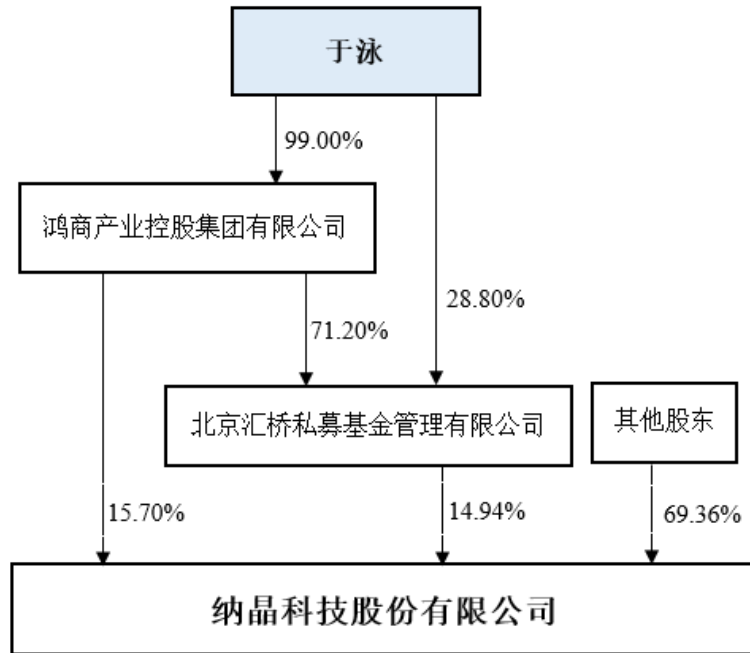 于泳
99.00%
鸿商产业控股集团有限公司
28.80%
71.20%
北京汇桥私募基金管理有限公司
其他股东
15.70%
14.94%
69.36%
纳晶科技股份有限公司